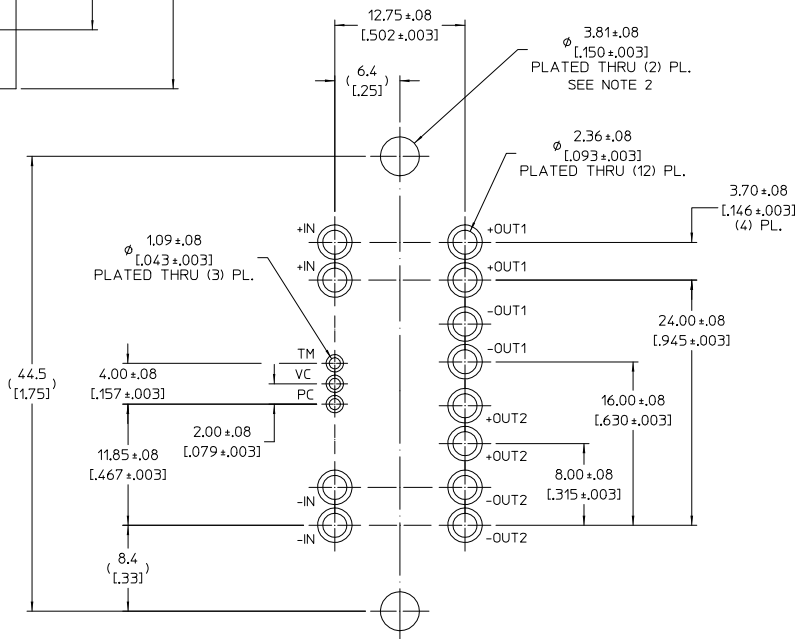 12.75±.08
[.502±.003]
6.4
[.25]
( )
⌀ 3.81±.08
[.150±.003]
PLATED THRU (2) PL.
SEE NOTE 2
⌀ 2.36±.08
[.093±.003]
PLATED THRU (12) PL.
3.70±.08
[.146±.003]
(4) PL.
+IN
+OUT1
⌀ 1.09±.08
[.043±.003]
PLATED THRU (3) PL.
+IN
+OUT1
-OUT1
24.00±.08
[.945±.003]
TM
-OUT1
(44.5)
[1.75]
4.00±.08
[.157±.003]
VC
PC
16.00±.08
[.630±.003]
+OUT2
2.00±.08
[.079±.003]
11.85±.08
[.467±.003]
+OUT2
8.00±.08
[.315±.003]
-IN
-OUT2
-IN
-OUT2
(8.4)
[.33]